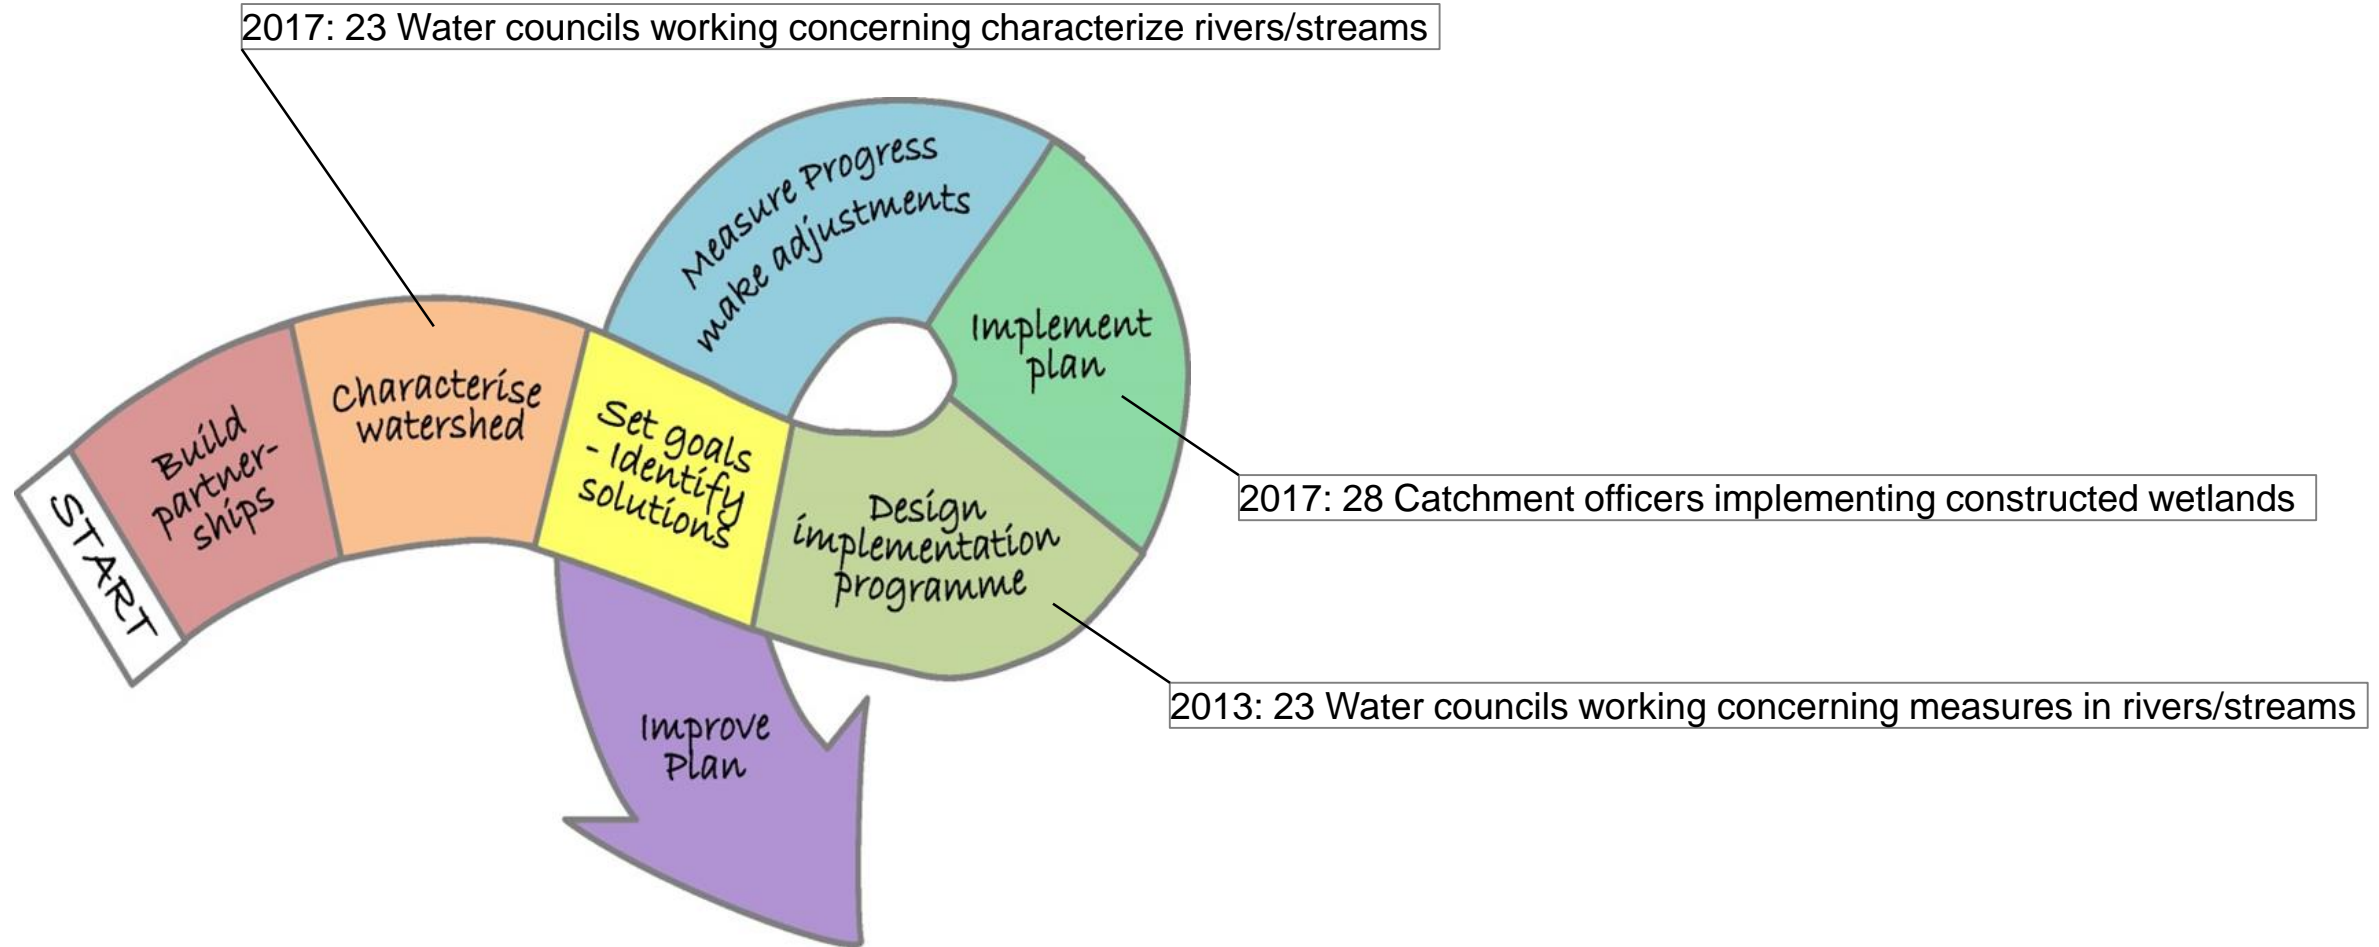 2017: 23 Water councils working concerning characterize rivers/streams
START
Build
partner-
ships
Characterise
watershed
Set goals
- Identify
solutions
Design
implementation
programme
Implement
plan
Measure Progress
make adjustments
Improve
Plan
2017: 28 Catchment officers implementing constructed wetlands
2013: 23 Water councils working concerning measures in rivers/streams